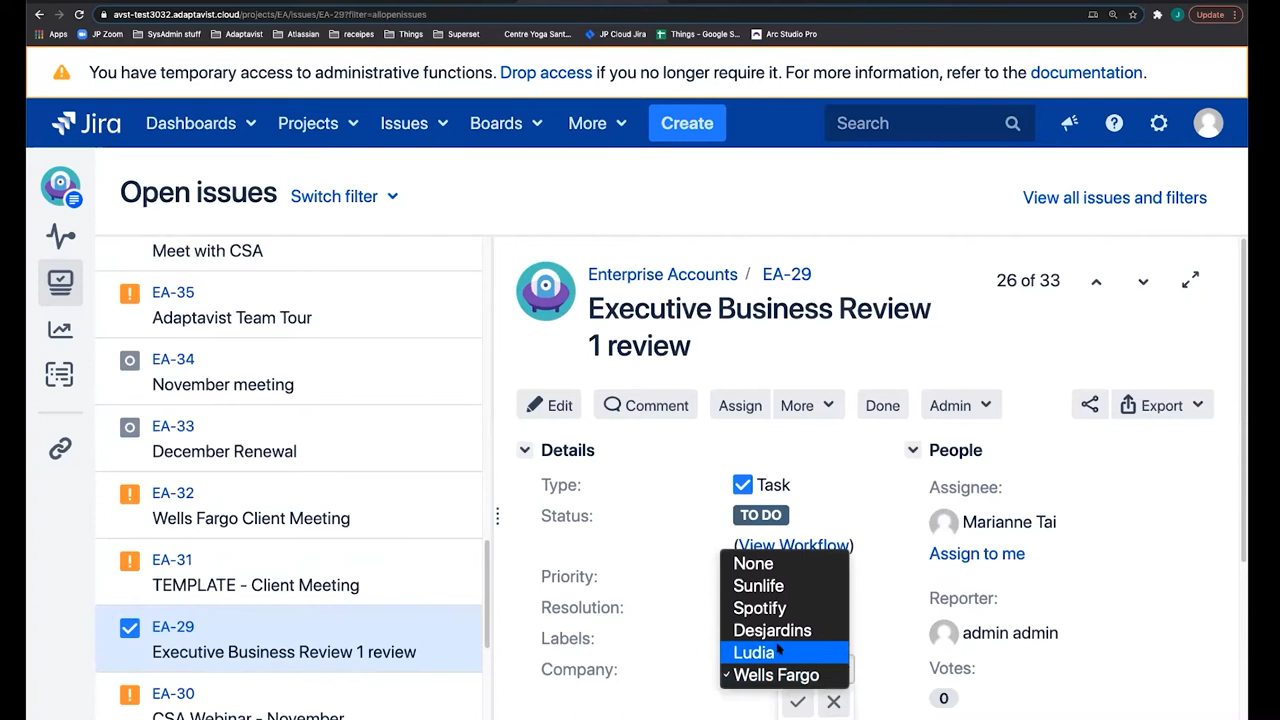 avst-test3032.adaptavist.cloud/projects/EA/issues/EA-29?filter=allopenissues
J
Update
Apps
JP Zoom
SysAdmin stuff
Adaptavist
Atlassian
receipes
Things
Superset
Centre Yoga Sant...
JP Cloud Jira
Things - Google S...
Arc Studio Pro
You have temporary access to administrative functions. Drop access if you no longer require it. For more information, refer to the documentation.
Jira
Dashboards
Projects
Issues
Boards
More
Create
Search
Open issues
Switch filter
View all issues and filters
Meet with CSA
EA-35
Adaptavist Team Tour
EA-34
November meeting
EA-33
December Renewal
EA-32
Wells Fargo Client Meeting
EA-31
TEMPLATE - Client Meeting
EA-29
Executive Business Review 1 review
EA-30
CSA Webinar - November
Enterprise Accounts / EA-29
26 of 33
Executive Business Review
1 review
Edit
Comment
Assign
More
Done
Admin
Export
Details
Type:
Task
Status:
TO DO
(View Workflow)
Priority:
Resolution:
Labels:
Company:
None
Sunlife
Spotify
Desjardins
Ludia
Wells Fargo
People
Assignee:
Marianne Tai
Assign to me
Reporter:
admin admin
Votes:
0